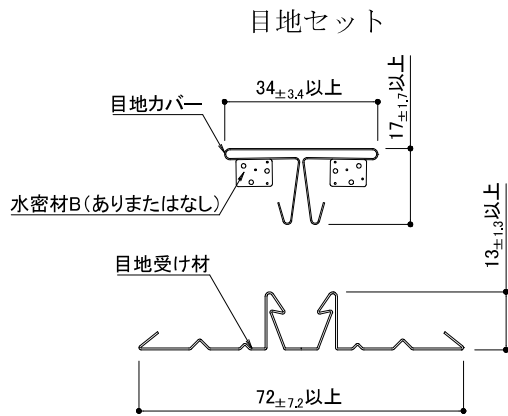 目地セット
34±3.4以上
17±1.7以上
目地カバー
水密材B(ありまたはなし)
目地受け材
13±1.3以上
72±7.2以上